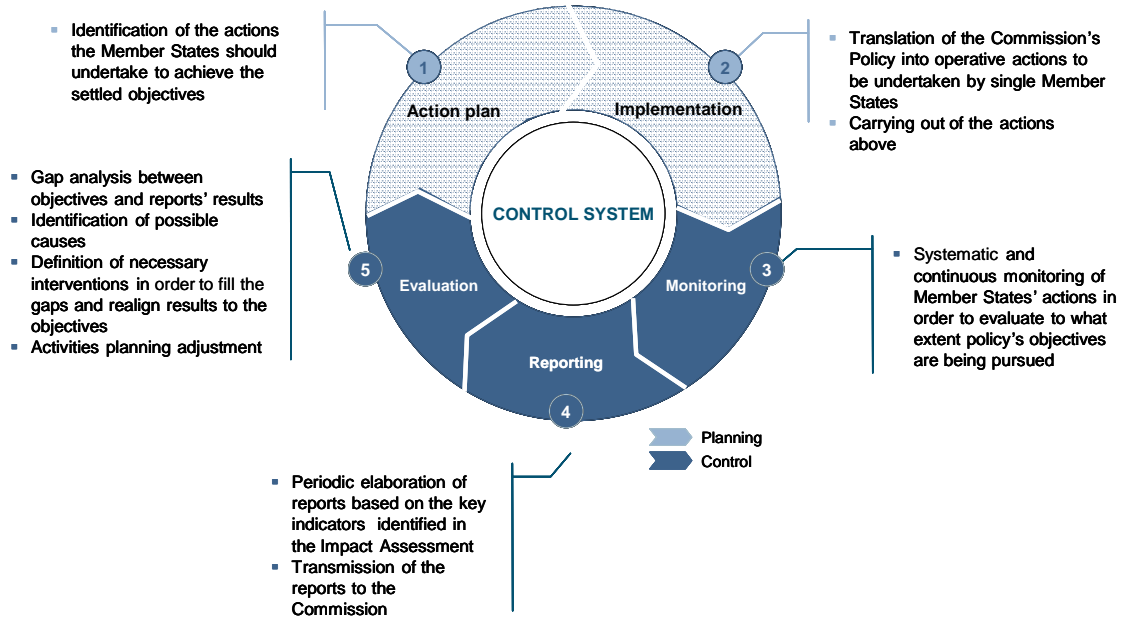 Identification of the actions
the Member States should
undertake to achieve the
settled objectives
1
Action plan
2
Implementation
Translation of the Commission's
Policy into operative actions to
be undertaken by single Member
States
Carrying out of the actions
above
CONTROL SYSTEM
Gap analysis between
objectives and reports' results
Identification of possible
causes
Definition of necessary
interventions in order to fill the
gaps and realign results to the
objectives
Activities planning adjustment
5
Evaluation
Monitoring
3
Systematic and
continuous monitoring of
Member States' actions in
order to evaluate to what
extent policy's objectives
are being pursued
Reporting
4
Planning
Control
Periodic elaboration of
reports based on the key
indicators identified in
the Impact Assessment
Transmission of the
reports to the
Commission